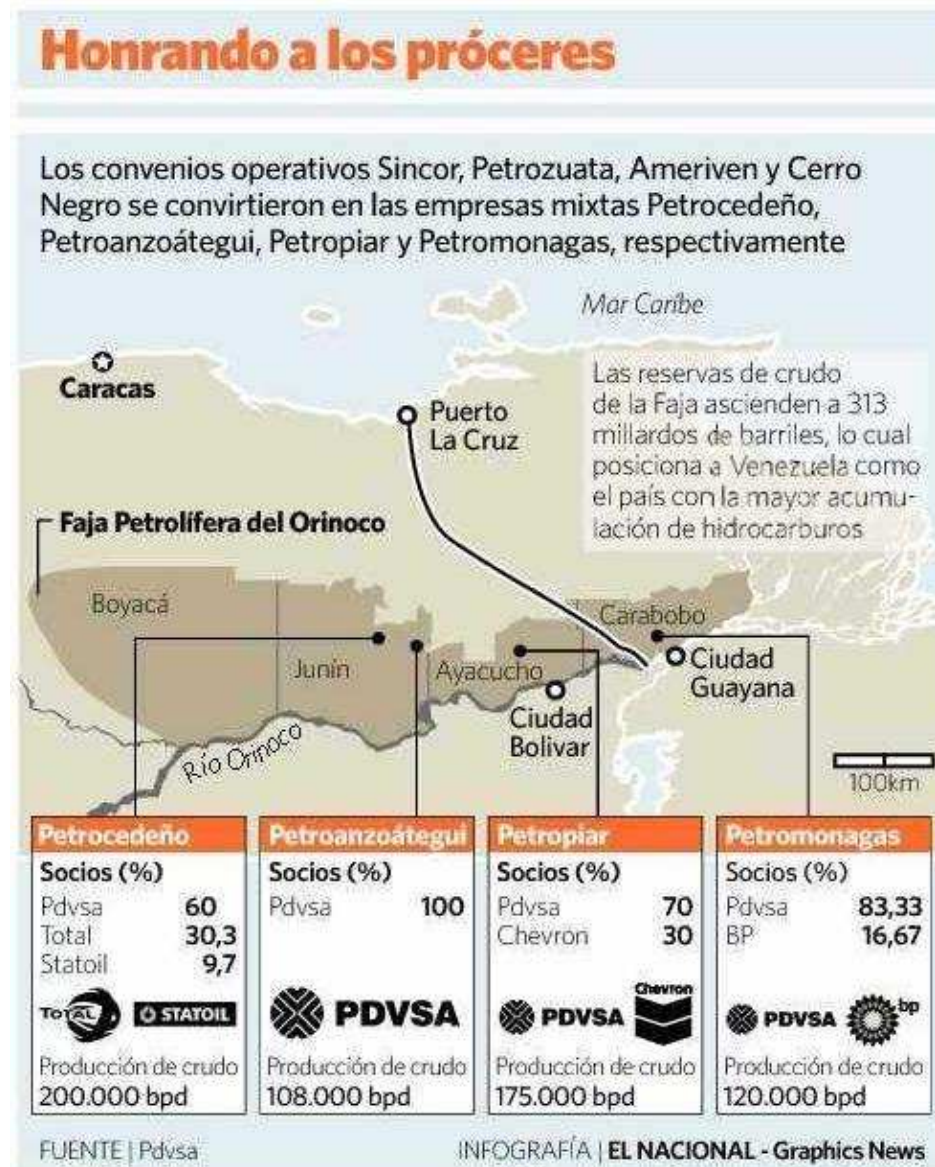 Honrando a los próceres
Los convenios operativos Sincor, Petrozuata, Ameriven y Cerro
Negro se convirtieron en las empresas mixtas Petrocedeño,
Petroanzoátegui, Petropiar y Petromonagas, respectivamente
Mar Caribe
Caracas
Puerto
La Cruz
Las reservas de crudo
de la Faja ascienden a 313
millardos de barriles, lo cual
posiciona a Venezuela como
el país con la mayor acumu-
lación de hidrocarburos
Faja Petrolífera del Orinoco
Boyacá
Junín
Ayacucho
Carabobo
Ciudad
Guayana
Ciudad
Bolivar
Río Orinoco
100km
Petrocedeño
Socios (%)
Pdvsa 60
Total 30,3
Statoil 9,7
TOTAL STATOIL
Producción de crudo
200.000 bpd
Petroanzoátegui
Socios (%)
Pdvsa 100
PDVSA
Producción de crudo
108.000 bpd
Petropiar
Socios (%)
Pdvsa 70
Chevron 30
PDVSA Chevron
Producción de crudo
175.000 bpd
Petromonagas
Socios (%)
Pdvsa 83,33
BP 16,67
PDVSA bp
Producción de crudo
120.000 bpd
FUENTE | Pdvsa
INFOGRAFÍA | EL NACIONAL - Graphics News